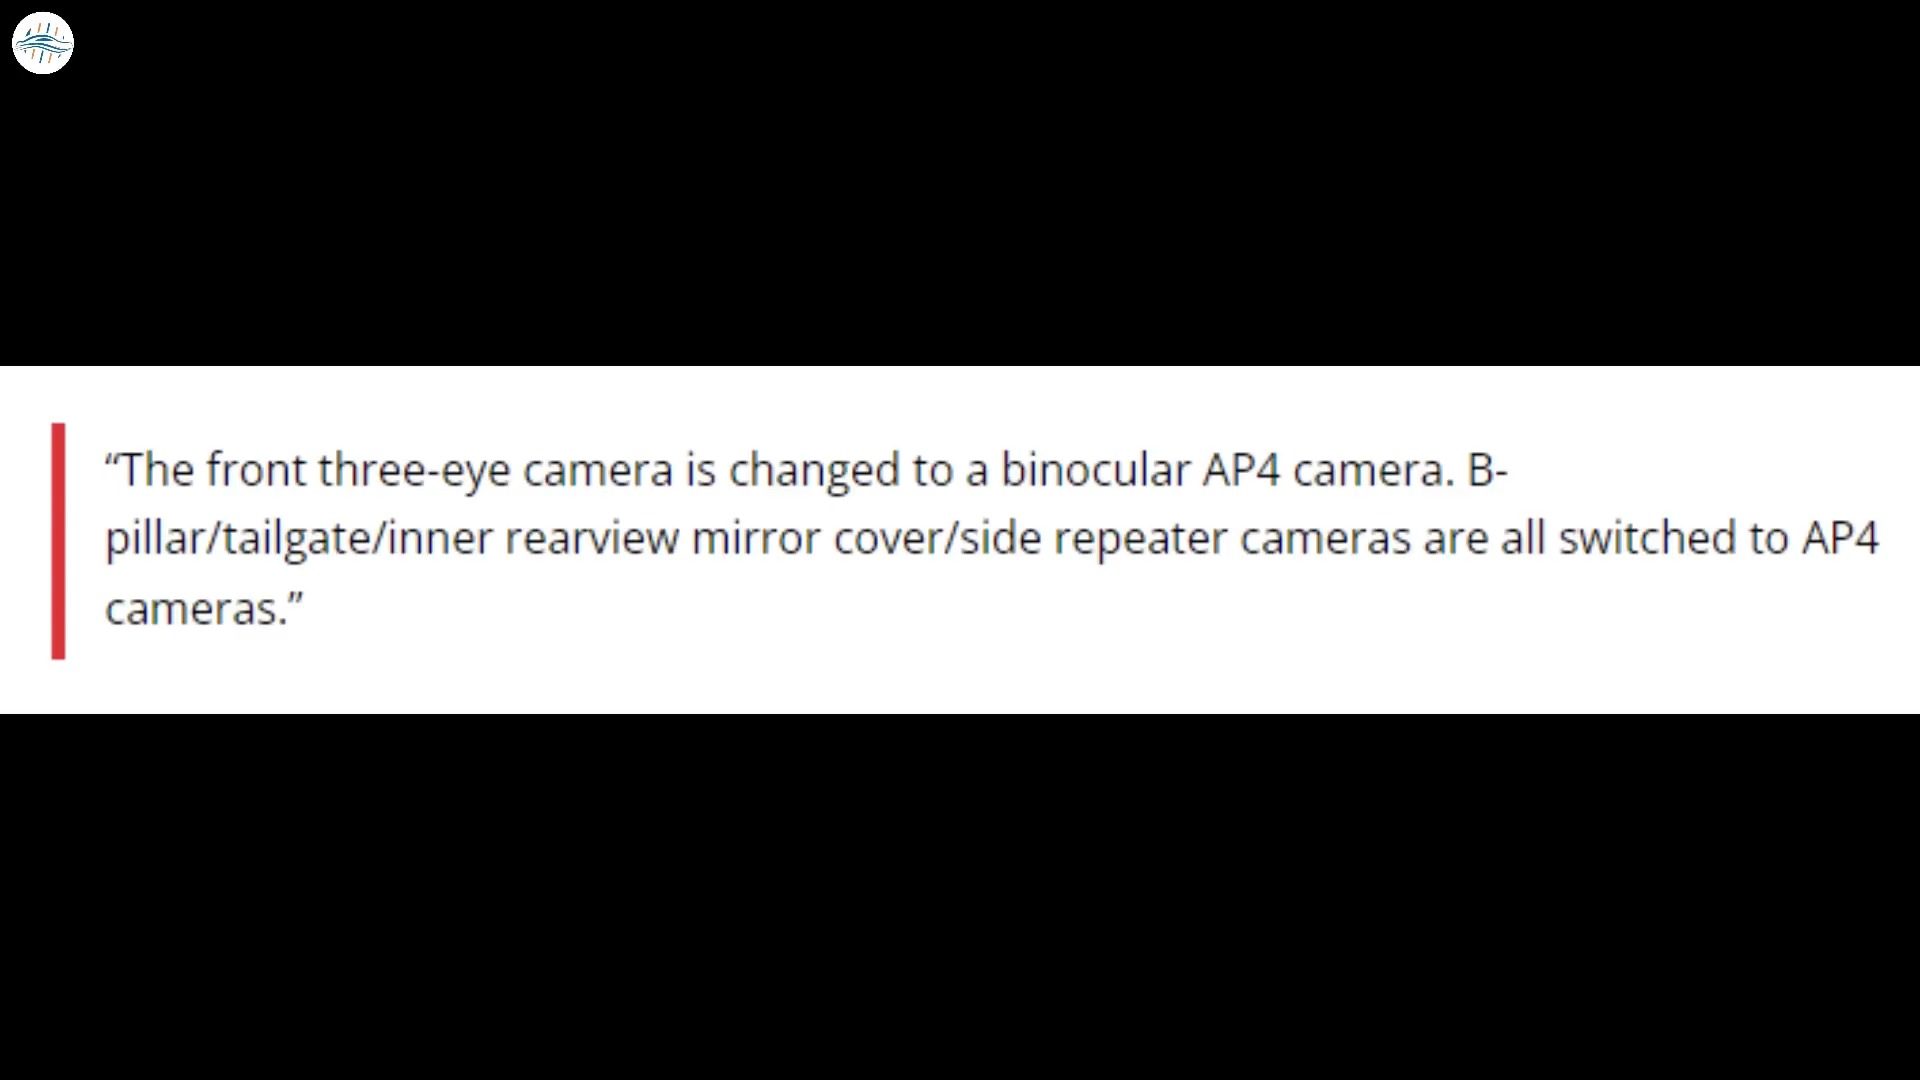 “The front three-eye camera is changed to a binocular AP4 camera. B-
pillar/tailgate/inner rearview mirror cover/side repeater cameras are all switched to AP4
cameras.”